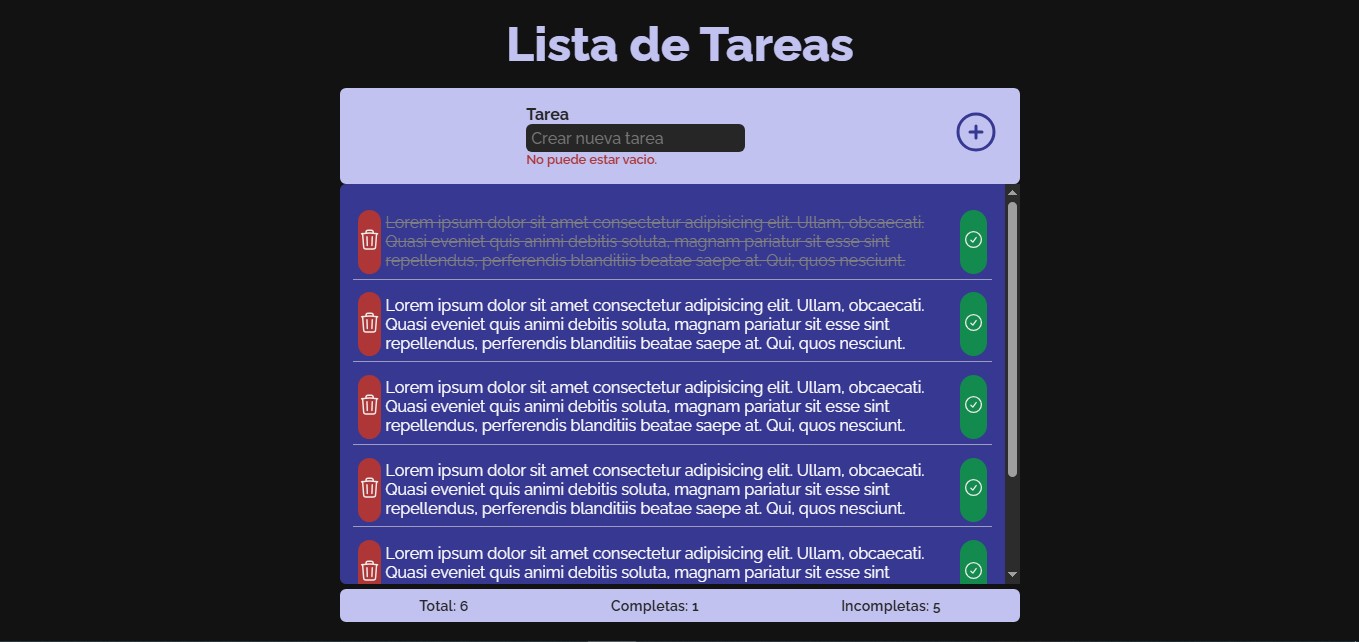 Lista de Tareas
Tarea
Crear nueva tarea
No puede estar vacio.
Lorem ipsum dolor sit amet consectetur adipisicing elit. Ullam, obcaecati.
Quasi eveniet quis animi debitis soluta, magnam pariatur sit esse sint
repellendus, perferendis blanditiis beatae saepe at. Qui, quos nesciunt.
Lorem ipsum dolor sit amet consectetur adipisicing elit. Ullam, obcaecati.
Quasi eveniet quis animi debitis soluta, magnam pariatur sit esse sint
repellendus, perferendis blanditiis beatae saepe at. Qui, quos nesciunt.
Lorem ipsum dolor sit amet consectetur adipisicing elit. Ullam, obcaecati.
Quasi eveniet quis animi debitis soluta, magnam pariatur sit esse sint
repellendus, perferendis blanditiis beatae saepe at. Qui, quos nesciunt.
Lorem ipsum dolor sit amet consectetur adipisicing elit. Ullam, obcaecati.
Quasi eveniet quis animi debitis soluta, magnam pariatur sit esse sint
repellendus, perferendis blanditiis beatae saepe at. Qui, quos nesciunt.
Lorem ipsum dolor sit amet consectetur adipisicing elit. Ullam, obcaecati.
Quasi eveniet quis animi debitis soluta, magnam pariatur sit esse sint
Total: 6
Completas: 1
Incompletas: 5